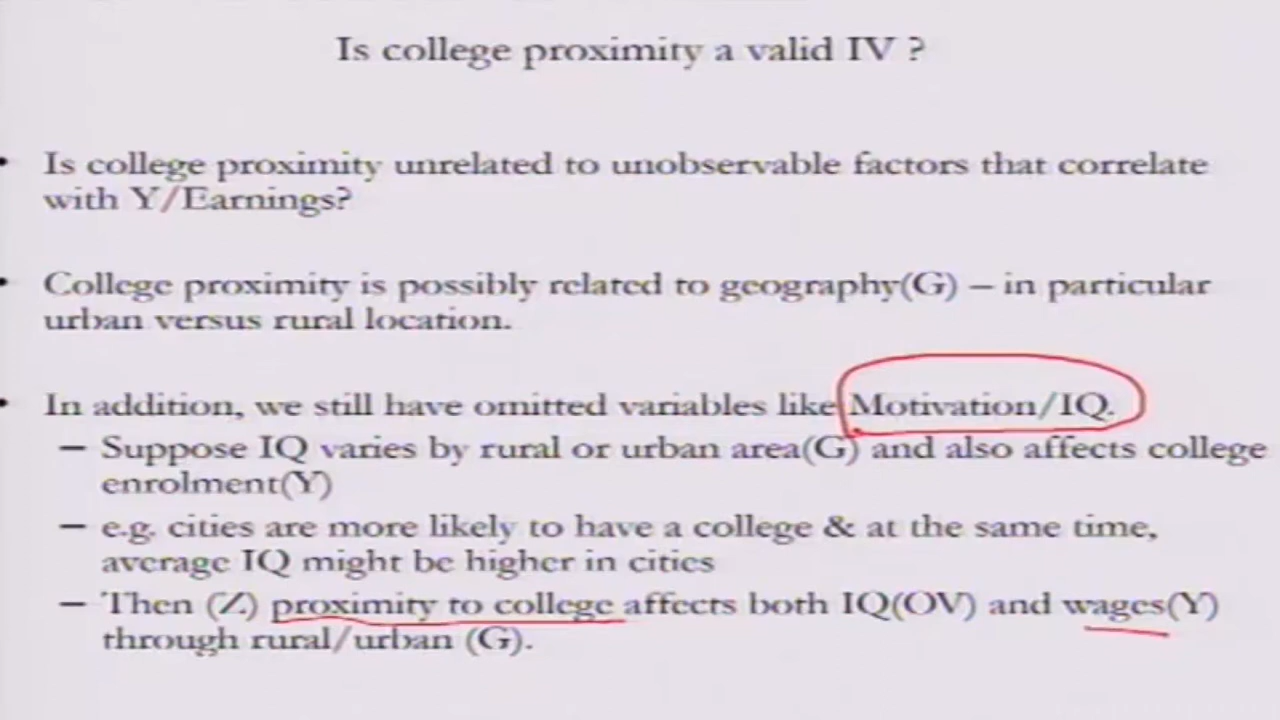 Is college proximity a valid IV ?
• Is college proximity unrelated to unobservable factors that correlate
with Y/Earnings?
• College proximity is possibly related to geography(G) – in particular
urban versus rural location.
• In addition, we still have omitted variables like Motivation/IQ.
– Suppose IQ varies by rural or urban area(G) and also affects college
enrolment(Y)
– e.g. cities are more likely to have a college & at the same time,
average IQ might be higher in cities
– Then (Z) proximity to college affects both IQ(OV) and wages(Y)
through rural/urban (G).